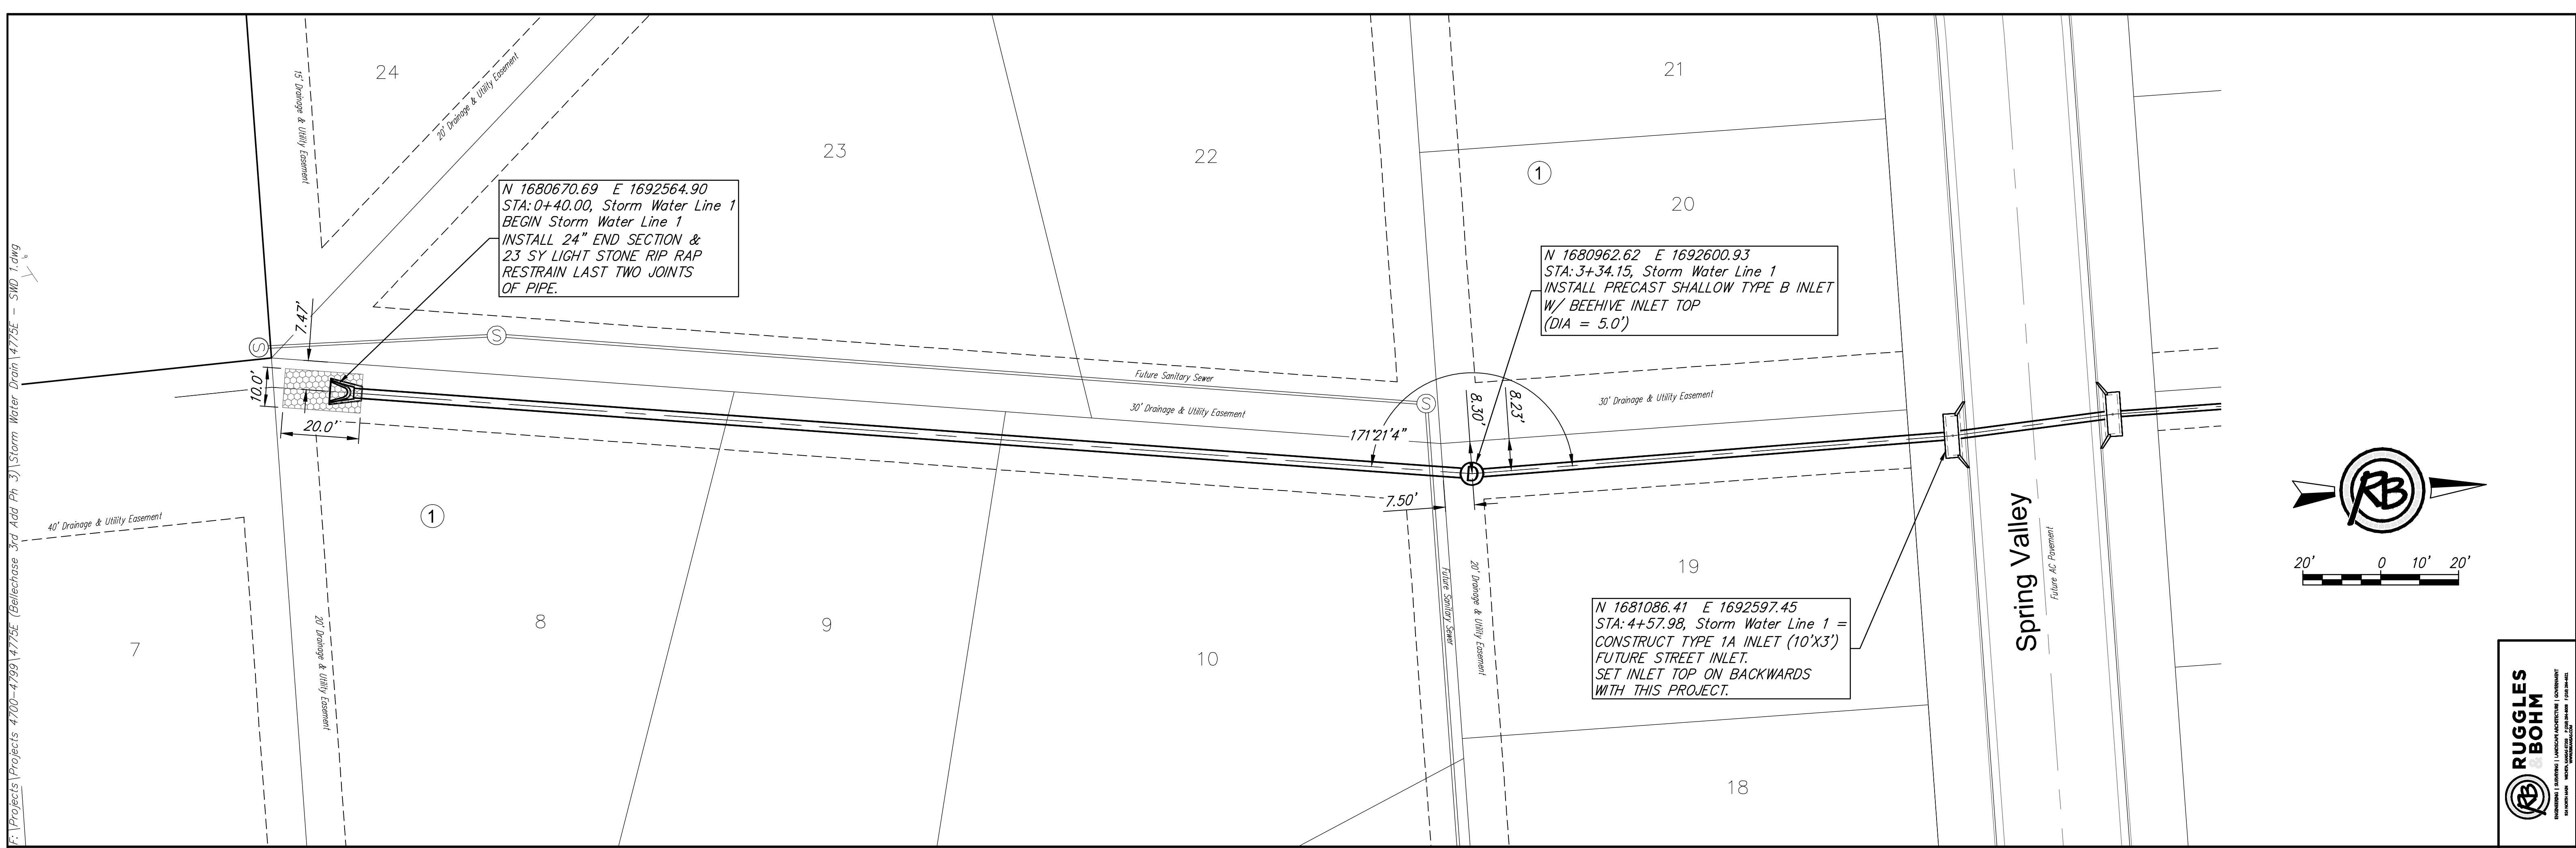 F:\Projects\Projects 4700-4799\4775E (Bellechase 3rd Add Ph 3)\Storm Water Drain\4775E - SWD 1.dwg
24
15' Drainage & Utility Easement
20' Drainage & Utility Easement
23
22
21
1
20
N 1680670.69 E 1692564.90
STA: 0+40.00, Storm Water Line 1
BEGIN Storm Water Line 1
INSTALL 24" END SECTION &
23 SY LIGHT STONE RIP RAP
RESTRAIN LAST TWO JOINTS
OF PIPE.
N 1680962.62 E 1692600.93
STA: 3+34.15, Storm Water Line 1
INSTALL PRECAST SHALLOW TYPE B INLET
W/ BEEHIVE INLET TOP
(DIA = 5.0')
7.47'
S
S
S
10.0'
20.0'
Future Sanitary Sewer
30' Drainage & Utility Easement
171°21'4"
8.30'
8.23'
D
7.50'
30' Drainage & Utility Easement
40' Drainage & Utility Easement
1
7
20' Drainage & Utility Easement
8
9
10
Future Sanitary Sewer
20' Drainage & Utility Easement
19
N 1681086.41 E 1692597.45
STA: 4+57.98, Storm Water Line 1 =
CONSTRUCT TYPE 1A INLET (10'X3')
FUTURE STREET INLET.
SET INLET TOP ON BACKWARDS
WITH THIS PROJECT.
18
Spring Valley
Future AC Pavement
RB
20' 0 10' 20'
RB
RUGGLES
& BOHM
ENGINEERING | SURVEYING | LANDSCAPE ARCHITECTURE | GOVERNMENT